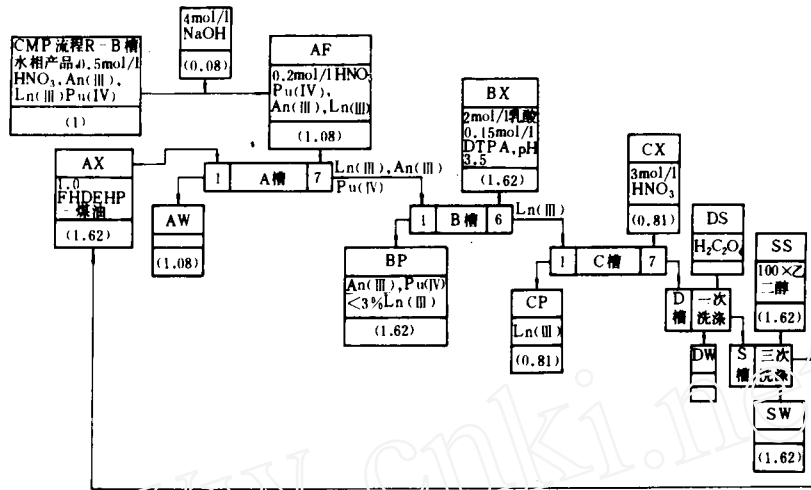 CMP流程R-B槽
水相产品,0.5mol/l
HNO₃,An(Ⅲ),
Ln(Ⅲ)Pu(IV)
(1)
4mol/l
NaOH
(0.08)
AF
0.2mol/l HNO₃
Pu(IV),
An(Ⅲ),Ln(Ⅲ)
(1.08)
BX
2mol/l乳酸
0.15mol/l
DTPA,pH
3.5
(1.62)
CX
3mol/l
HNO₃
(0.81)
DS
H₂C₂O₄
SS
100×乙
二醇
(1.62)
AX
1.0
FHDEHP
-煤油
(1.62)
1 A槽 7
Ln(Ⅲ),An(Ⅲ)
Pu(Ⅳ)
AW
(1.08)
1 B槽 6
Ln(Ⅲ)
BP
An(Ⅲ),Pu(Ⅳ)
<3%Ln(Ⅲ)
(1.62)
1 C槽 7
CP
Ln(Ⅲ)
(0.81)
D槽 一次洗涤
DW
S槽 三次洗涤
SW
(1.62)
www.cnki.net